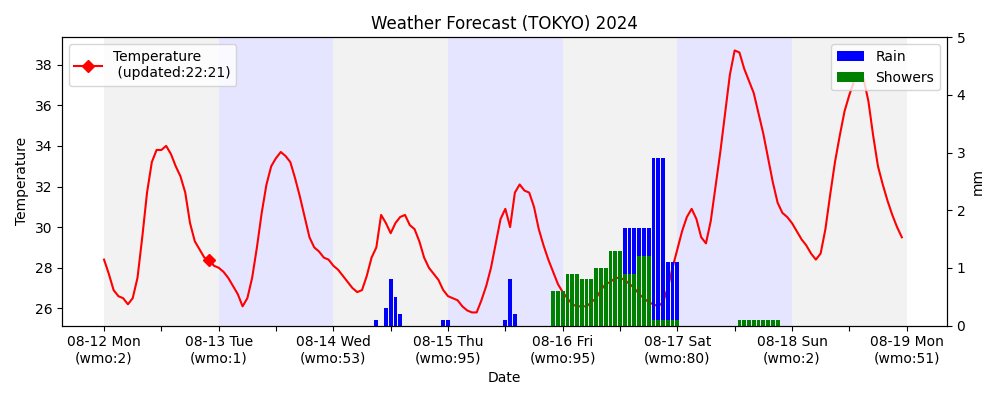 Weather Forecast (TOKYO) 2024
Temperature
(updated:22:21)
Rain
Showers
Temperature
38
36
34
32
30
28
26
5
4
3
2
1
0
mm
08-12 Mon
(wmo:2)
08-13 Tue
(wmo:1)
08-14 Wed
(wmo:53)
08-15 Thu
(wmo:95)
08-16 Fri
(wmo:95)
08-17 Sat
(wmo:80)
08-18 Sun
(wmo:2)
08-19 Mon
(wmo:51)
Date